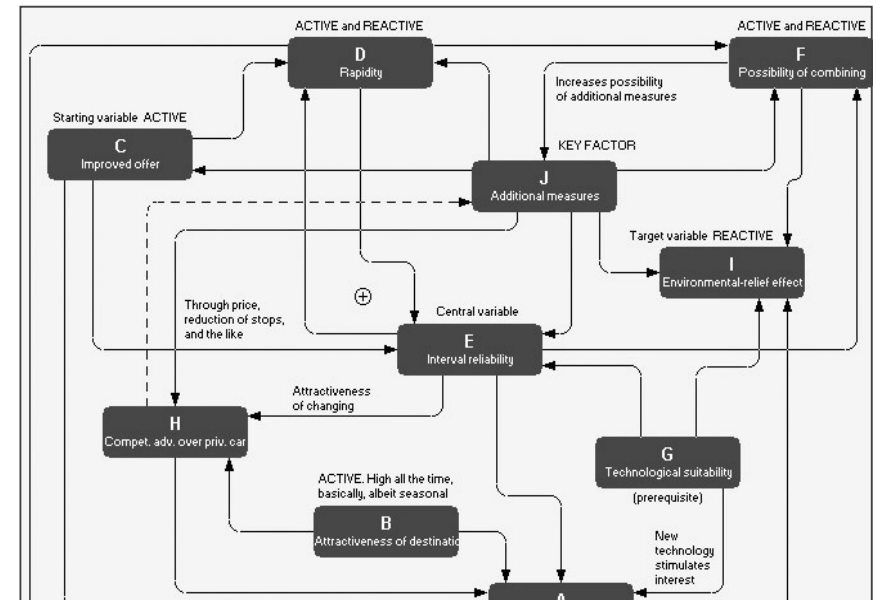 ACTIVE and REACTIVE
D
Rapidity
ACTIVE and REACTIVE
F
Possibility of combining
Increases possibility
of additional measures
Starting variable ACTIVE
C
Improved offer
KEY FACTOR
J
Additional measures
Target variable REACTIVE
I
Environmental-relief effect
+
Through price,
reduction of stops,
and the like
Central variable
E
Interval reliability
Attractiveness
of changing
H
Compet. adv. over priv. car
G
Technological suitability
(prerequisite)
ACTIVE. High all the time,
basically, albeit seasonal
B
Attractiveness of destinatio
New
technology
stimulates
interest
A